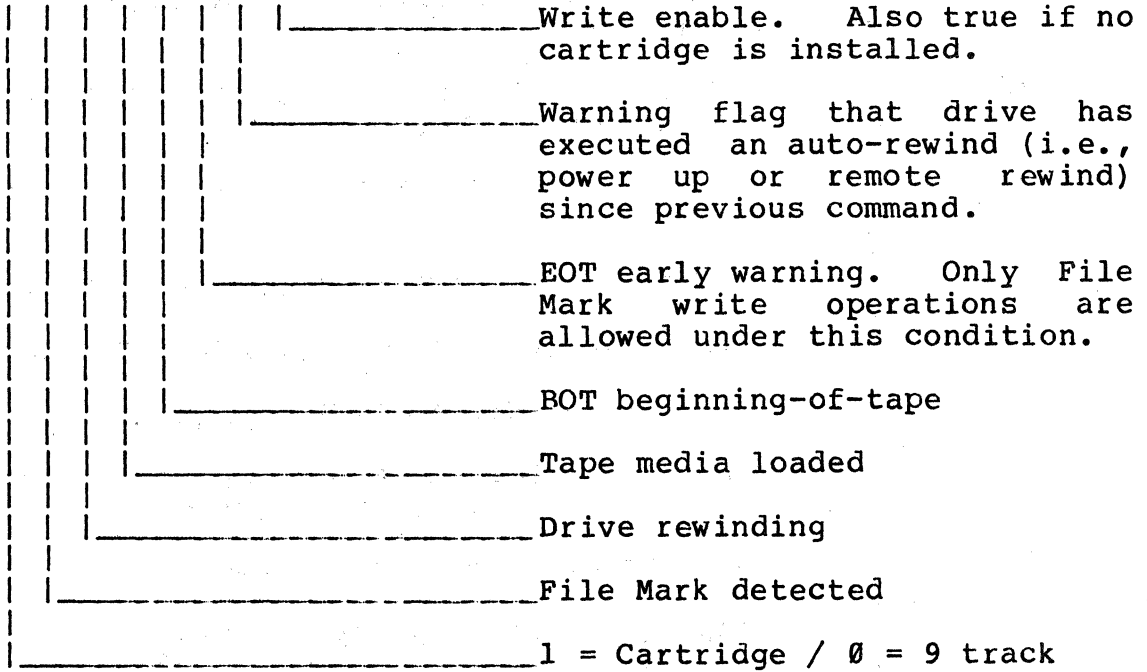 Write enable. Also true if no
cartridge is installed.
Warning flag that drive has
executed an auto-rewind (i.e.,
power up or remote rewind)
since previous command.
EOT early warning. Only File
Mark write operations are
allowed under this condition.
BOT beginning-of-tape
Tape media loaded
Drive rewinding
File Mark detected
1 = Cartridge / Ø = 9 track